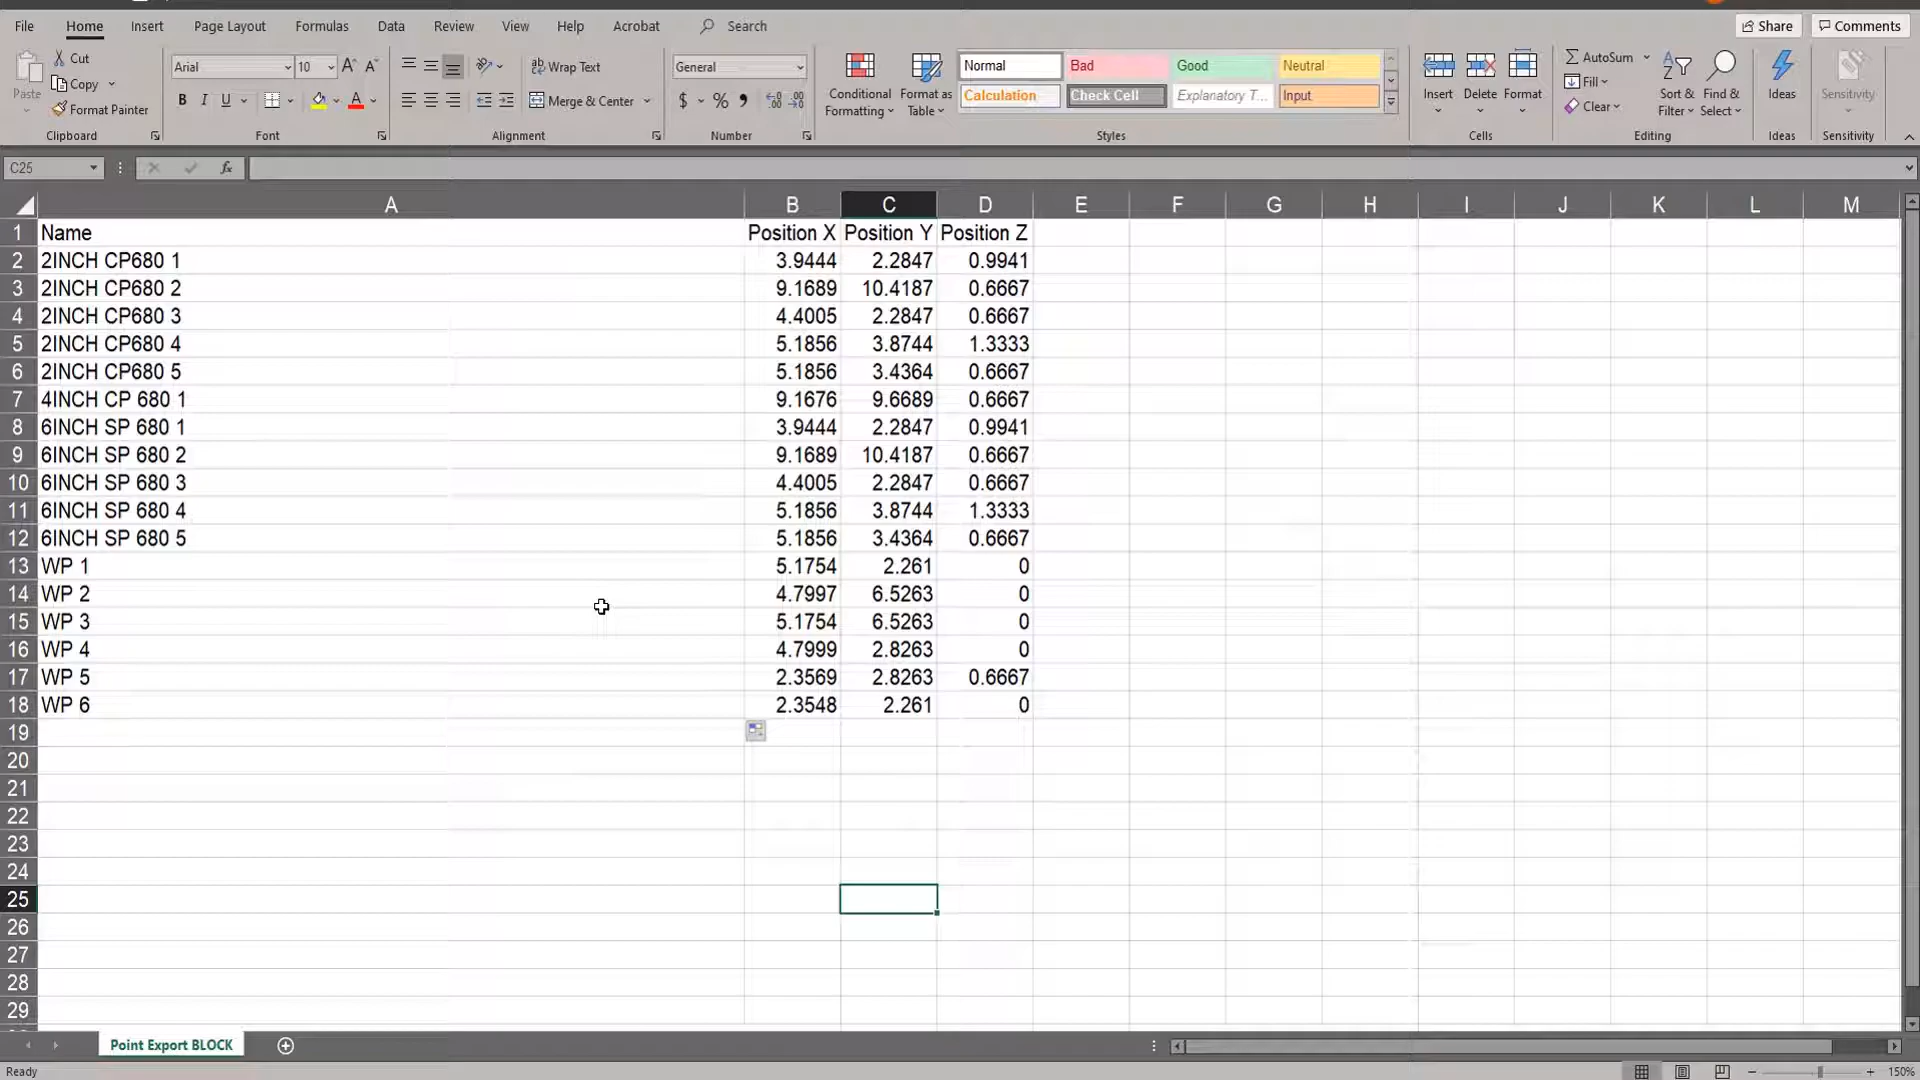 File Home Insert Page Layout Formulas Data Review View Help Acrobat Search Share Comments
Paste Cut Copy Format Painter Clipboard
Arial 10 A A B I U A Font
Wrap Text Merge & Center Alignment
General $ % , Number
Conditional Formatting Format as Table
Normal Bad Good Neutral
Calculation Check Cell Explanatory T... Input
Styles
Insert Delete Format Cells
AutoSum Fill Clear Sort & Filter Find & Select Editing
Ideas Ideas
Sensitivity Sensitivity
C25 fx
A B C D E F G H I J K L M
1 Name Position X Position Y Position Z
2 2INCH CP680 1 3.9444 2.2847 0.9941
3 2INCH CP680 2 9.1689 10.4187 0.6667
4 2INCH CP680 3 4.4005 2.2847 0.6667
5 2INCH CP680 4 5.1856 3.8744 1.3333
6 2INCH CP680 5 5.1856 3.4364 0.6667
7 4INCH CP 680 1 9.1676 9.6689 0.6667
8 6INCH SP 680 1 3.9444 2.2847 0.9941
9 6INCH SP 680 2 9.1689 10.4187 0.6667
10 6INCH SP 680 3 4.4005 2.2847 0.6667
11 6INCH SP 680 4 5.1856 3.8744 1.3333
12 6INCH SP 680 5 5.1856 3.4364 0.6667
13 WP 1 5.1754 2.261 0
14 WP 2 4.7997 6.5263 0
15 WP 3 5.1754 6.5263 0
16 WP 4 4.7999 2.8263 0
17 WP 5 2.3569 2.8263 0.6667
18 WP 6 2.3548 2.261 0
19
20
21
22
23
24
25
26
27
28
29
Point Export BLOCK
Ready 150%